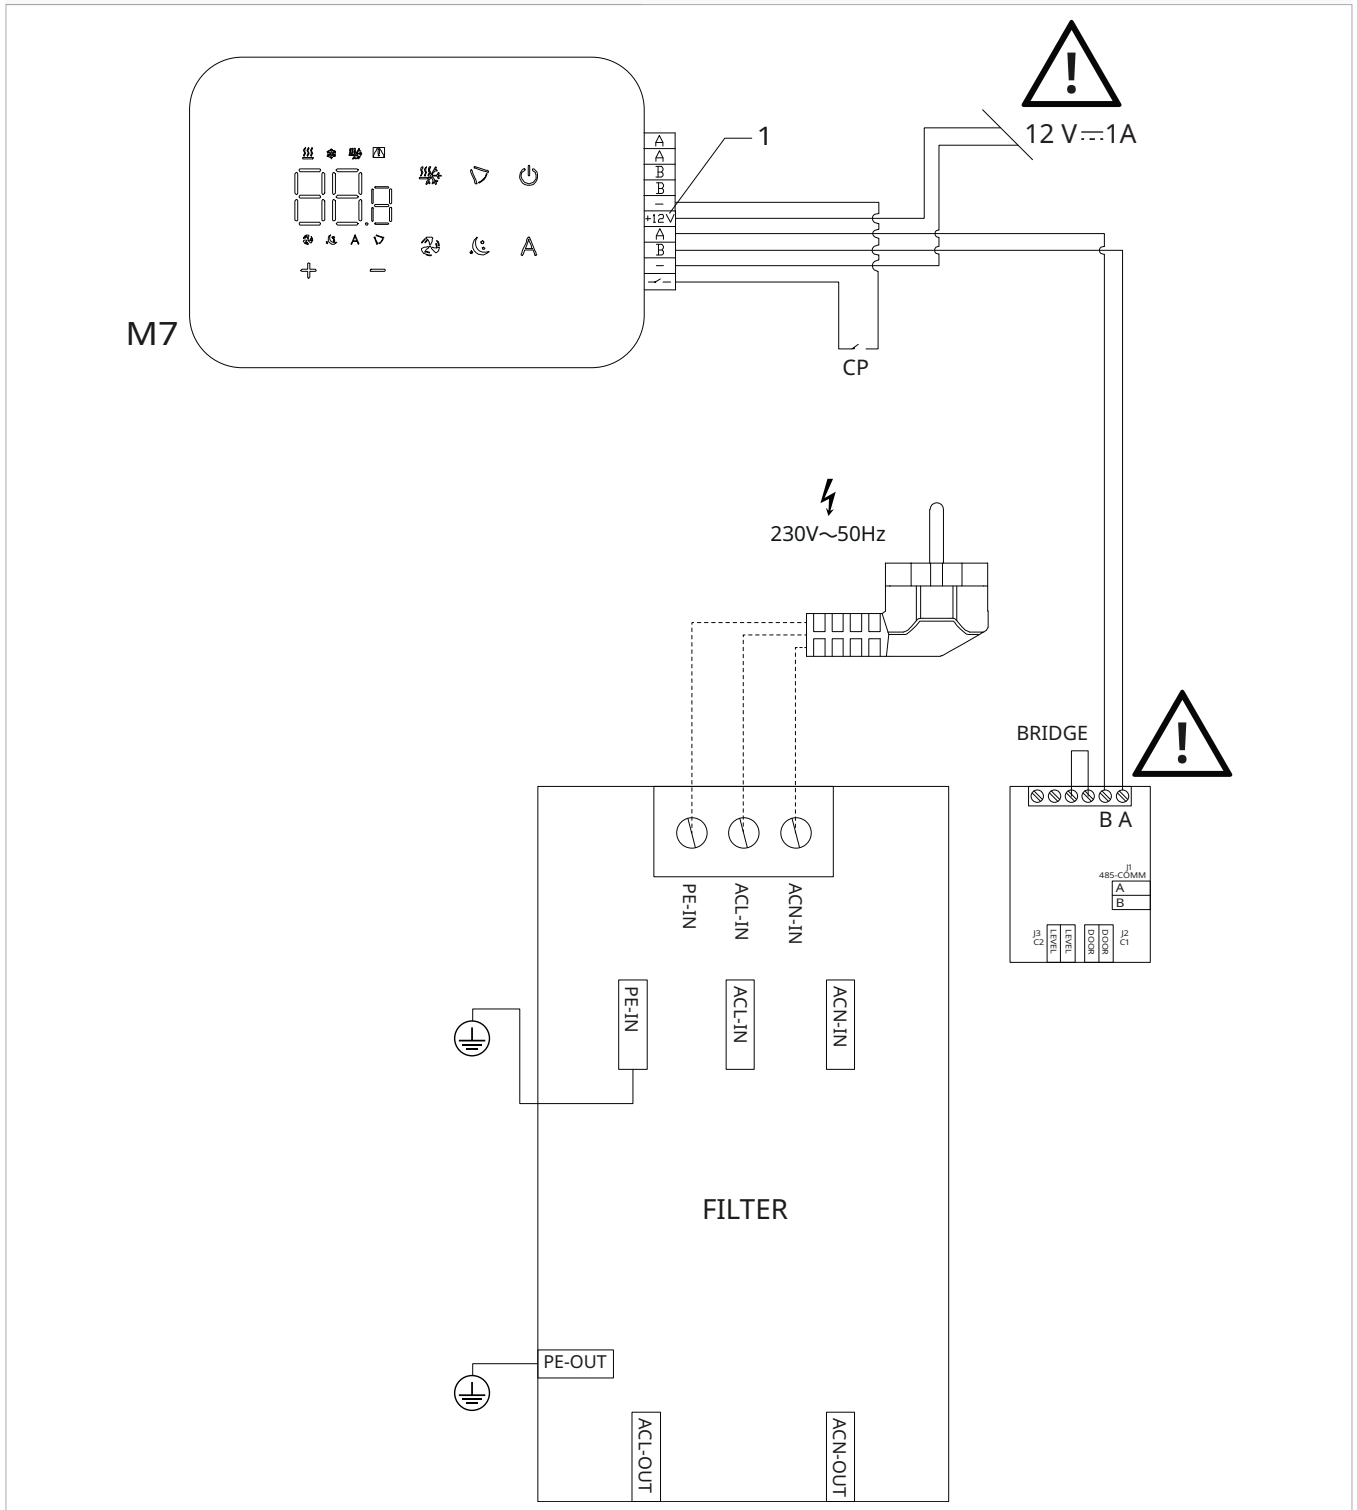 12 V⎓1A
1
A
A
B
B
–
+12V
A
B
–
88.8
A
A
+ –
M7
CP
230V~50Hz
BRIDGE
B A
J1
485-COMM
A
B
J3
C2
LEVEL
LEVEL
DOOR
DOOR
J2
C1
PE-IN
ACL-IN
ACN-IN
PE-IN
ACL-IN
ACN-IN
FILTER
PE-OUT
ACL-OUT
ACN-OUT